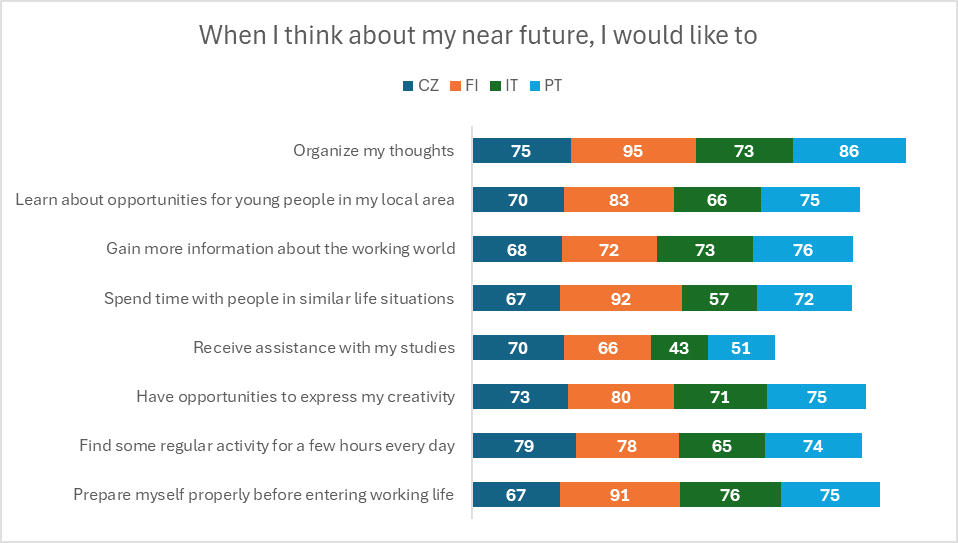 When I think about my near future, I would like to
CZ FI IT PT
Organize my thoughts 75 95 73 86
Learn about opportunities for young people in my local area 70 83 66 75
Gain more information about the working world 68 72 73 76
Spend time with people in similar life situations 67 92 57 72
Receive assistance with my studies 70 66 43 51
Have opportunities to express my creativity 73 80 71 75
Find some regular activity for a few hours every day 79 78 65 74
Prepare myself properly before entering working life 67 91 76 75